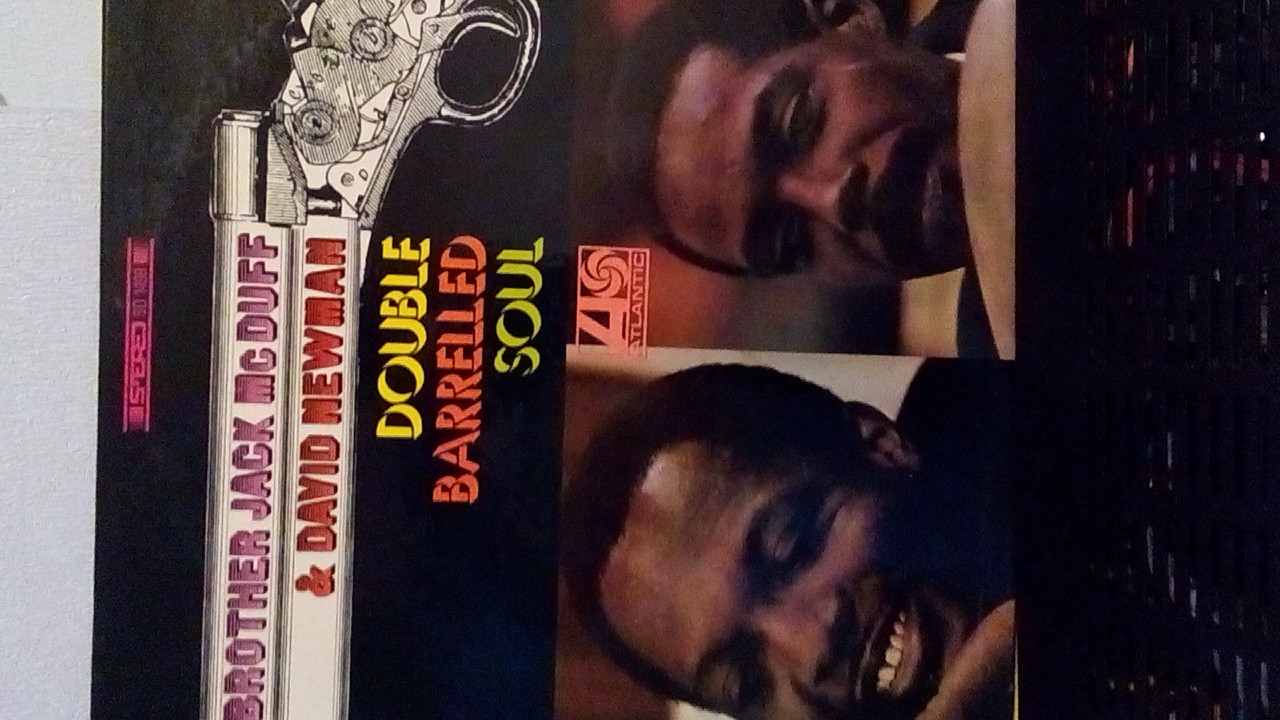 STEREO
BROTHER JACK MCDUFF
& DAVID NEWMAN
DOUBLE
BARRELLED
SOUL
ATLANTIC